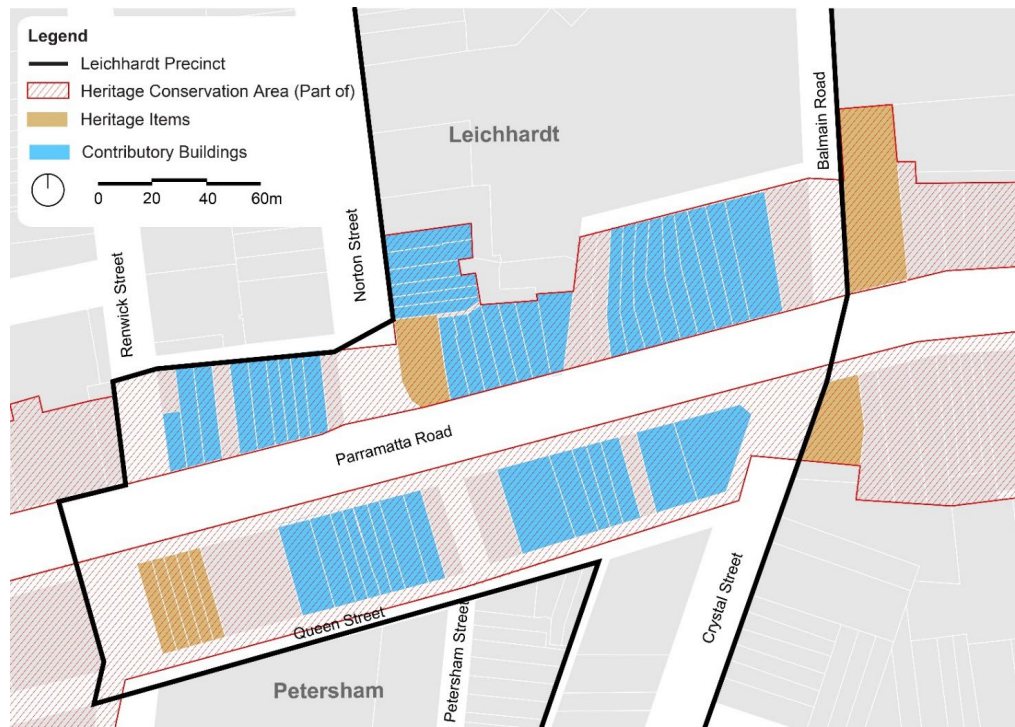 Legend
Leichhardt Precinct
Heritage Conservation Area (Part of)
Heritage Items
Contributory Buildings
0 20 40 60m
Leichhardt
Balmain Road
Norton Street
Renwick Street
Parramatta Road
Crystal Street
Queen Street
Petersham Street
Petersham